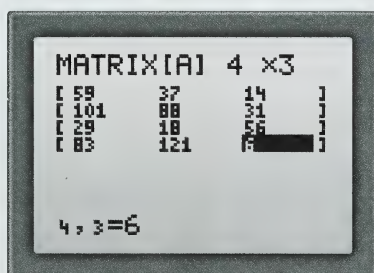 MATRIX[A] 4 ×3
[ 59 37 14 ]
[ 101 88 31 ]
[ 29 18 56 ]
[ 83 121 ]
4,3=6